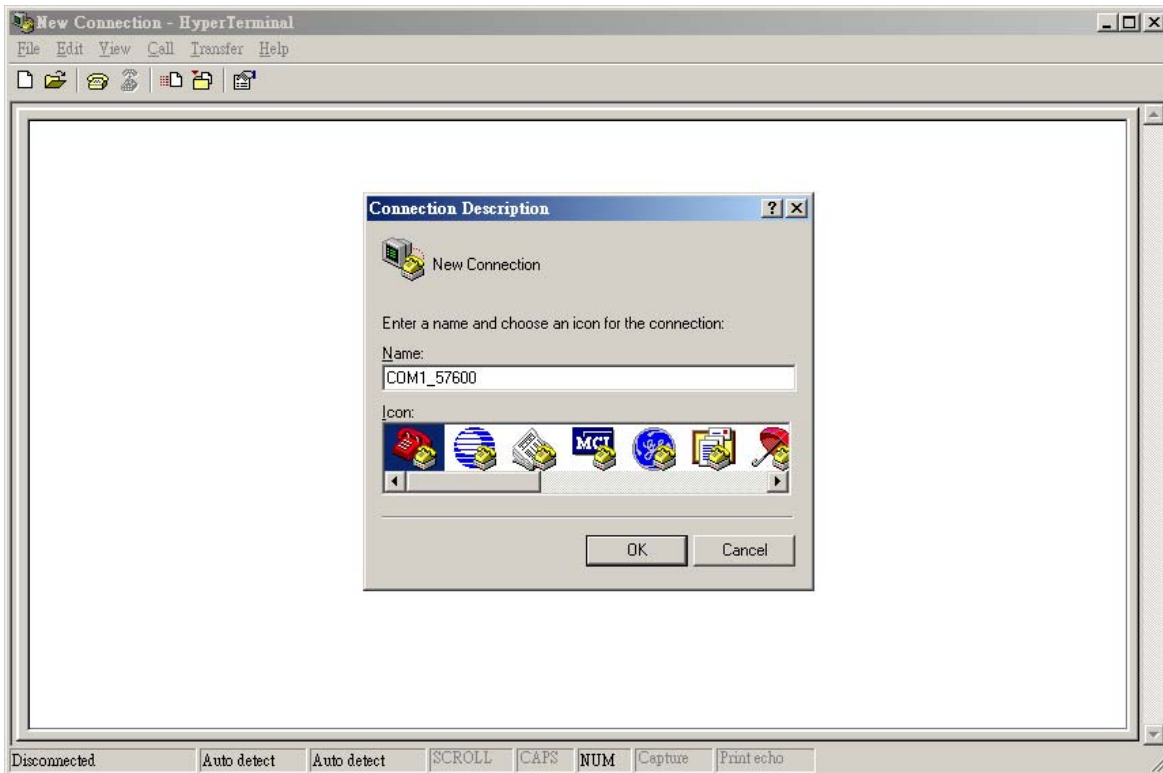 New Connection - HyperTerminal
File Edit View Call Transfer Help
Connection Description
New Connection
Enter a name and choose an icon for the connection:
Name:
COM1_57600
Icon:
MCI
OK Cancel
Disconnected Auto detect Auto detect SCROLL CAPS NUM Capture Print echo